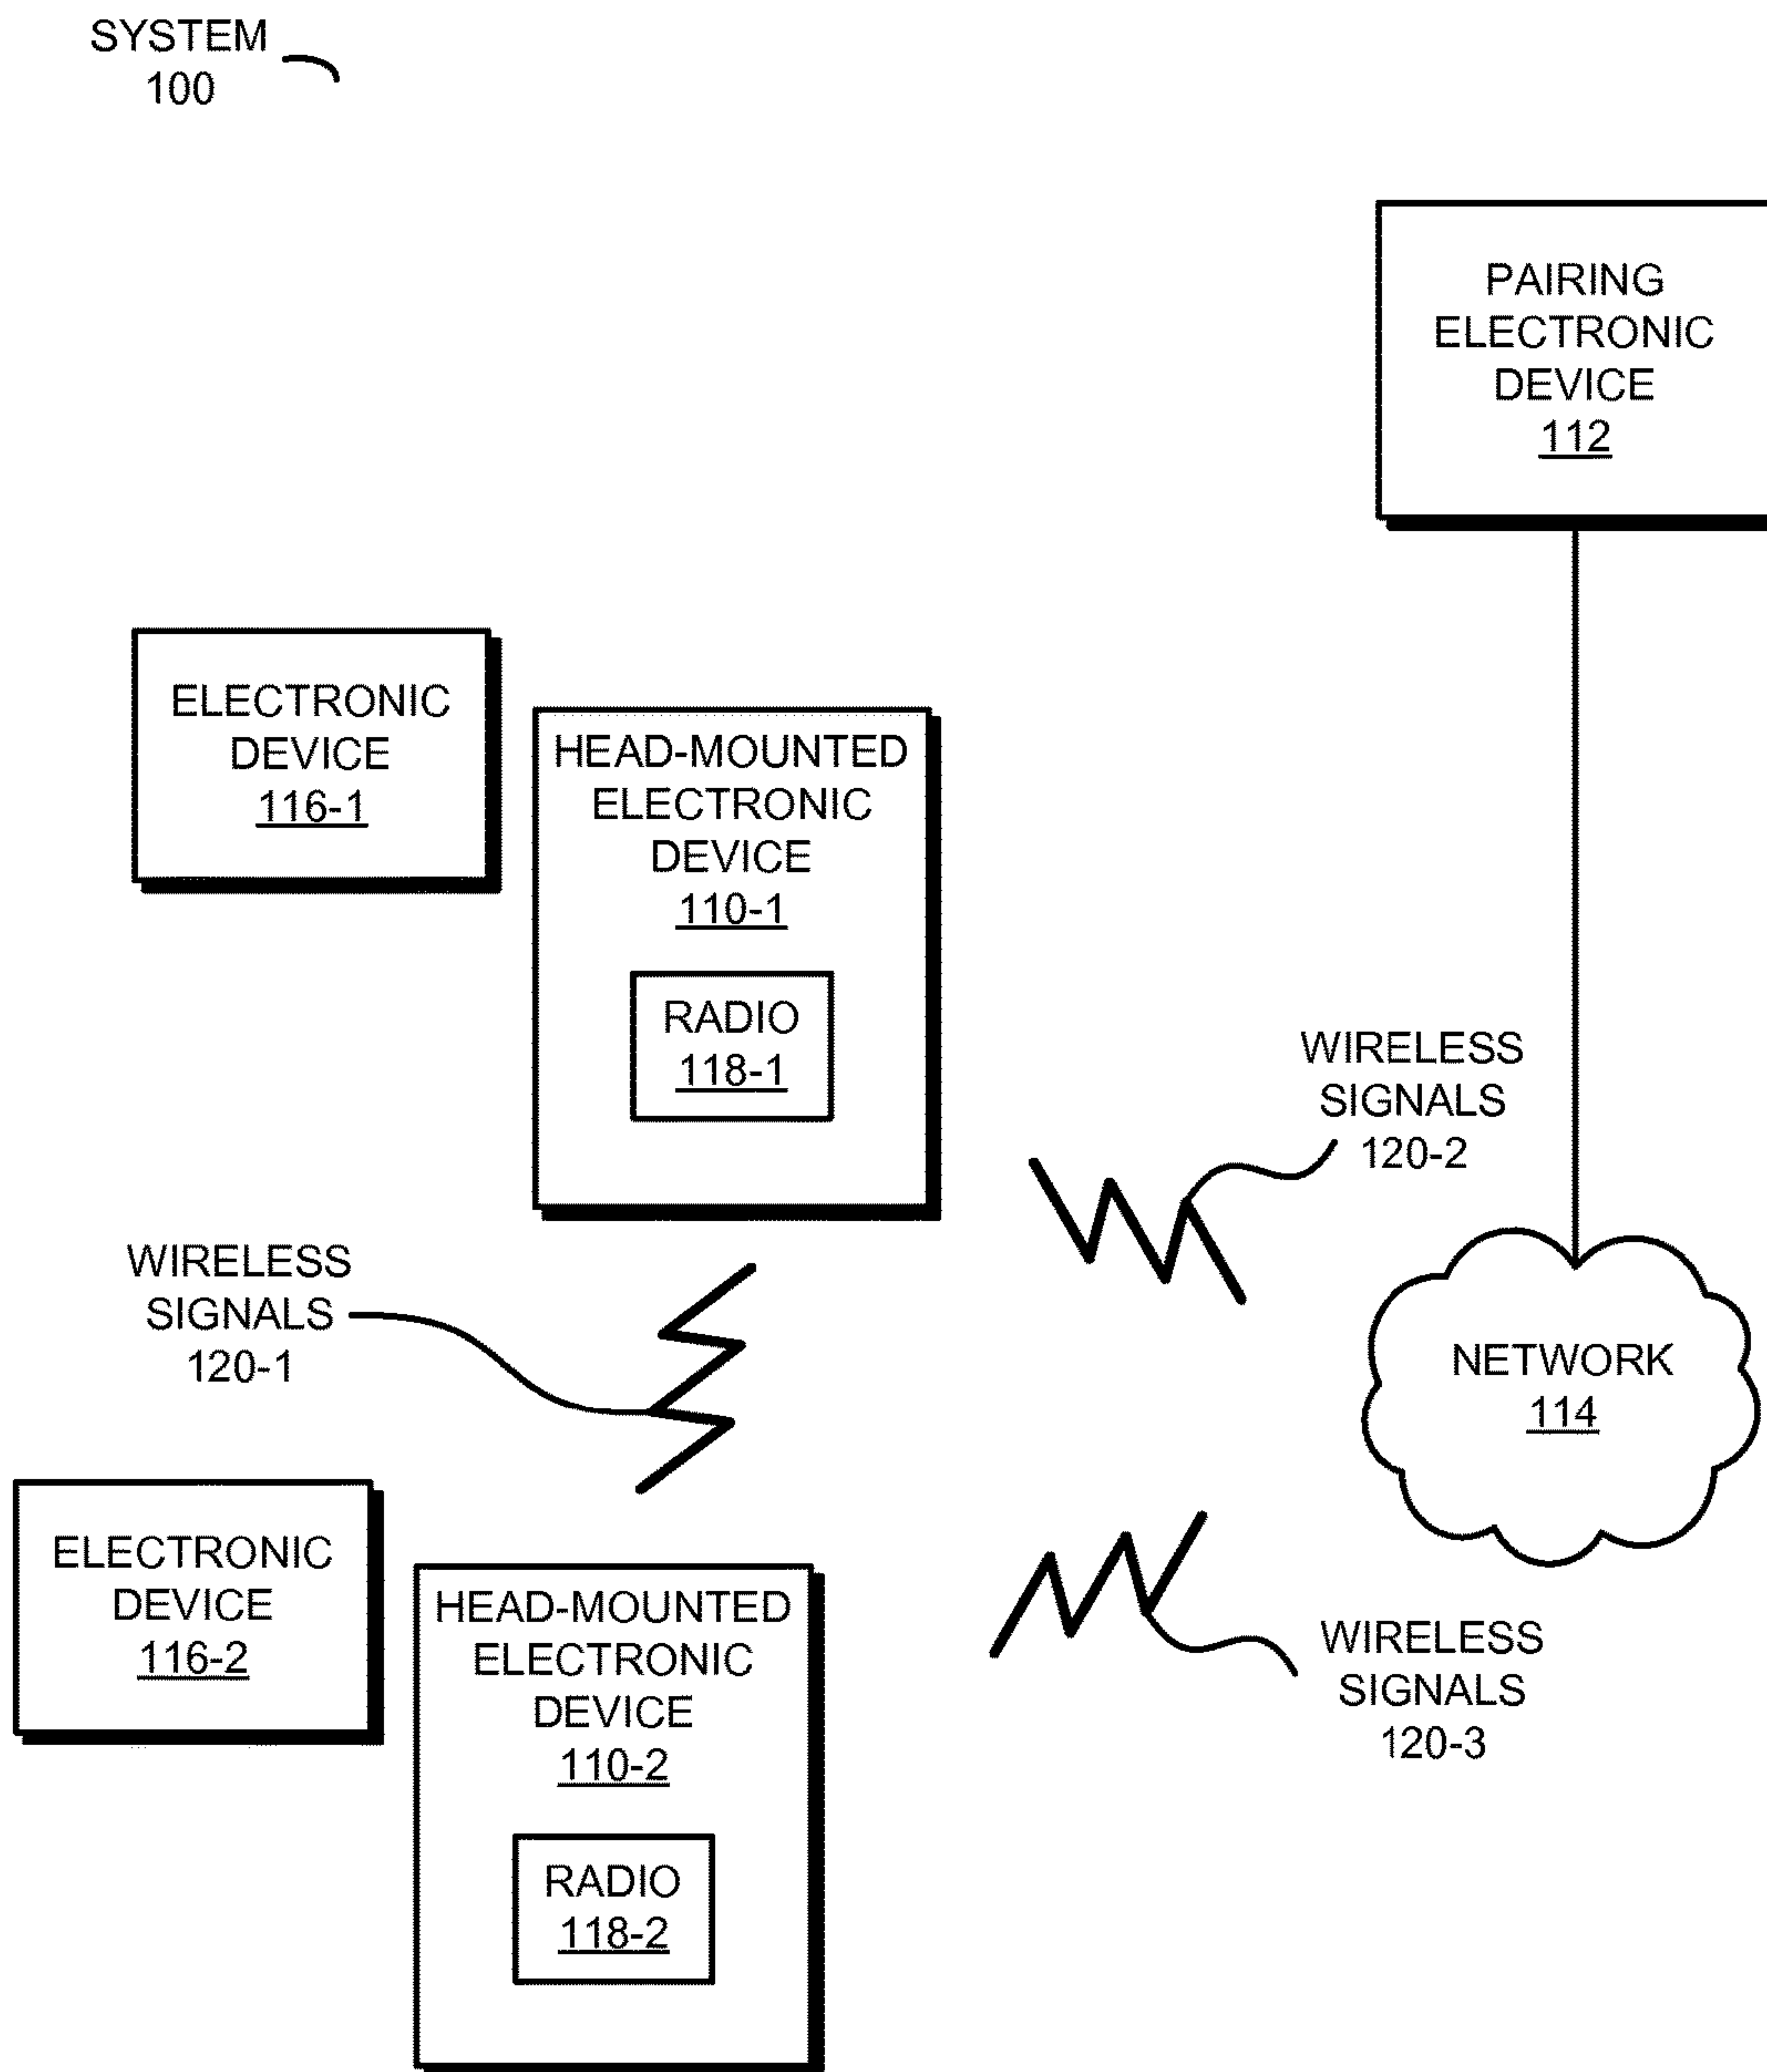 SYSTEM
100
PAIRING
ELECTRONIC
DEVICE
112
ELECTRONIC
DEVICE
116-1
HEAD-MOUNTED
ELECTRONIC
DEVICE
110-1
RADIO
118-1
WIRELESS
SIGNALS
120-2
WIRELESS
SIGNALS
120-1
NETWORK
114
ELECTRONIC
DEVICE
116-2
HEAD-MOUNTED
ELECTRONIC
DEVICE
110-2
RADIO
118-2
WIRELESS
SIGNALS
120-3